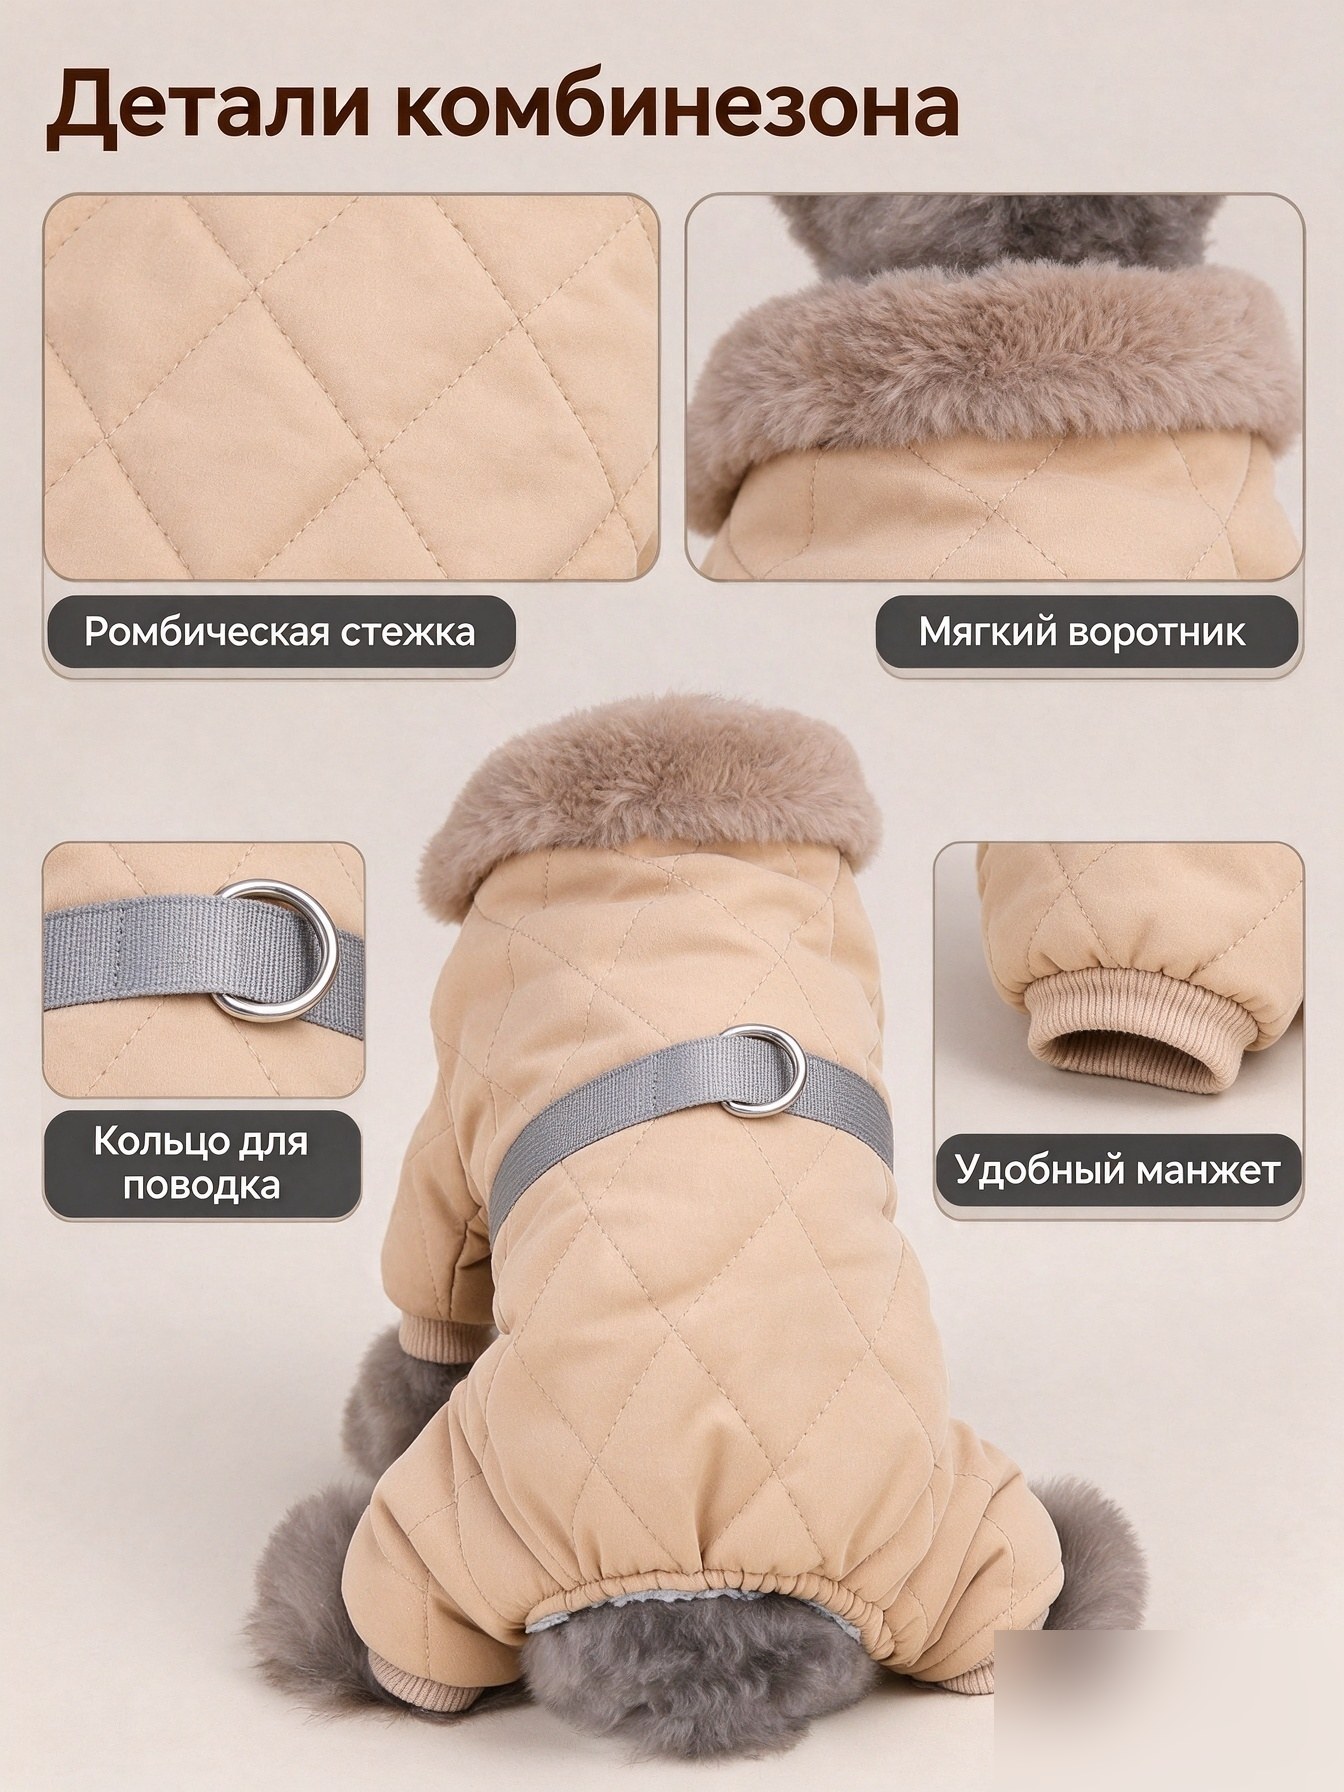 Детали комбинезона
Ромбическая стежка
Мягкий воротник
Кольцо для
поводка
Удобный манжет